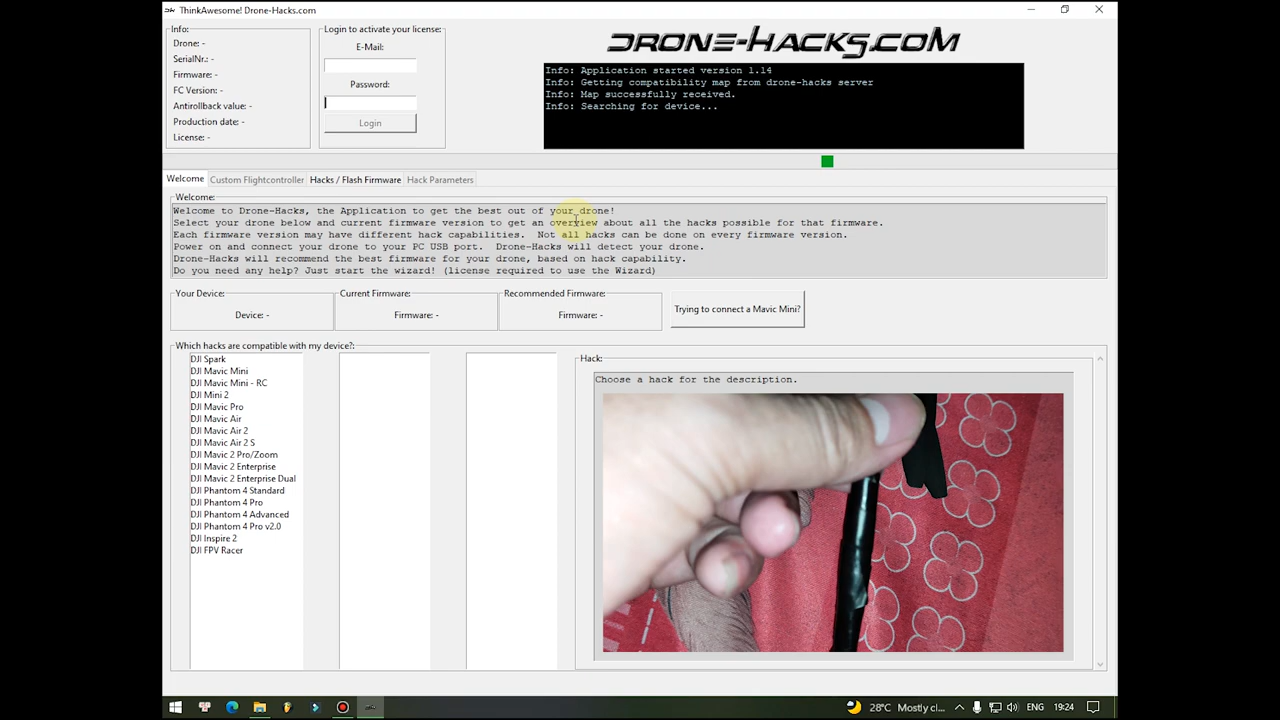 ThinkAwesome! Drone-Hacks.com
Info:
Drone: -
SerialNr.: -
Firmware: -
FC Version: -
Antirollback value: -
Production date: -
License: -
Login to activate your license:
E-Mail:
Password:
Login
DRONE-HACKS.COM
Info: Application started version 1.14
Info: Getting compatibility map from drone-hacks server
Info: Map successfully received.
Info: Searching for device...
Welcome Custom Flightcontroller Hacks / Flash Firmware Hack Parameters
Welcome:
Welcome to Drone-Hacks, the Application to get the best out of your drone!
Select your drone below and current firmware version to get an overview about all the hacks possible for that firmware.
Each firmware version may have different hack capabilities. Not all hacks can be done on every firmware version.
Power on and connect your drone to your PC USB port. Drone-Hacks will detect your drone.
Drone-Hacks will recommend the best firmware for your drone, based on hack capability.
Do you need any help? Just start the wizard! (license required to use the Wizard)
Your Device:
Device: -
Current Firmware:
Firmware: -
Recommended Firmware:
Firmware: -
Trying to connect a Mavic Mini?
Which hacks are compatible with my device?:
DJI Spark
DJI Mavic Mini
DJI Mavic Mini - RC
DJI Mini 2
DJI Mavic Pro
DJI Mavic Air
DJI Mavic Air 2
DJI Mavic Air 2 S
DJI Mavic 2 Pro/Zoom
DJI Mavic 2 Enterprise
DJI Mavic 2 Enterprise Dual
DJI Phantom 4 Standard
DJI Phantom 4 Pro
DJI Phantom 4 Advanced
DJI Phantom 4 Pro v2.0
DJI Inspire 2
DJI FPV Racer
Hack:
Choose a hack for the description.
28°C Mostly cl... ENG 19:24